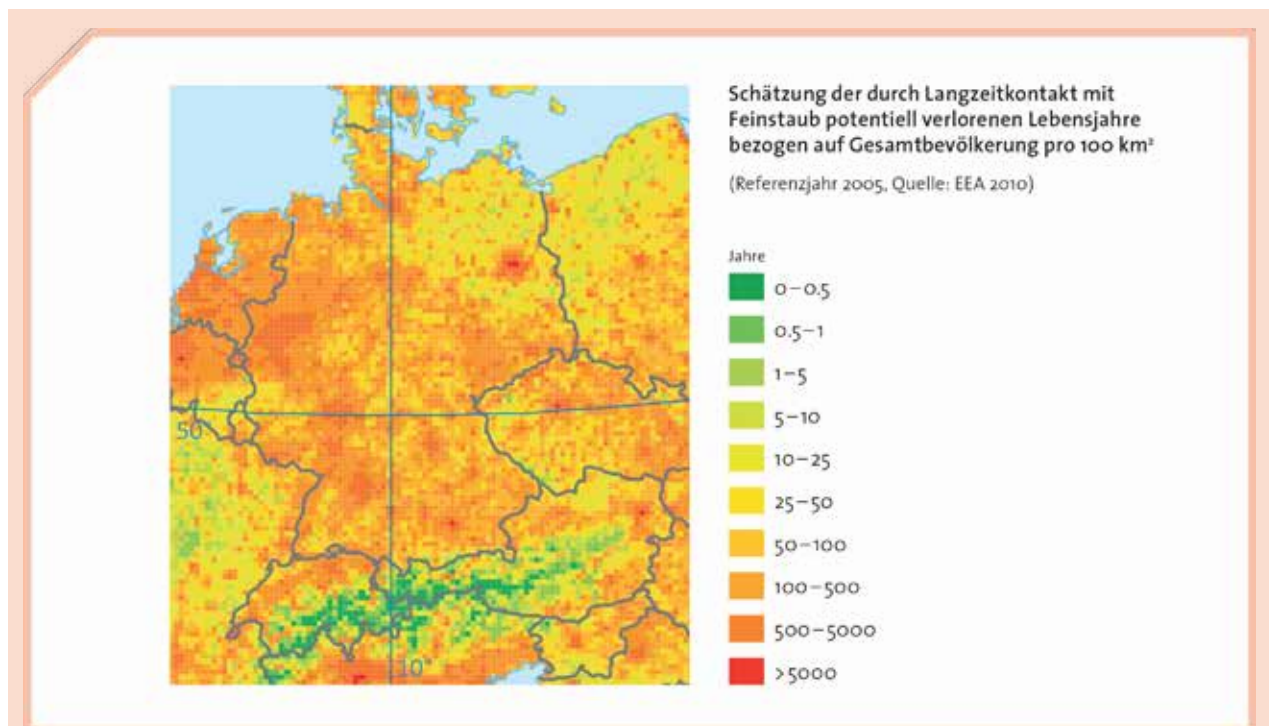 Schätzung der durch Langzeitkontakt mit
Feinstaub potentiell verlorenen Lebensjahre
bezogen auf Gesamtbevölkerung pro 100 km²
(Referenzjahr 2005, Quelle: EEA 2010)
Jahre
0–0.5
0.5–1
1–5
5–10
10–25
25–50
50–100
100–500
500–5000
>5000
50°
10°